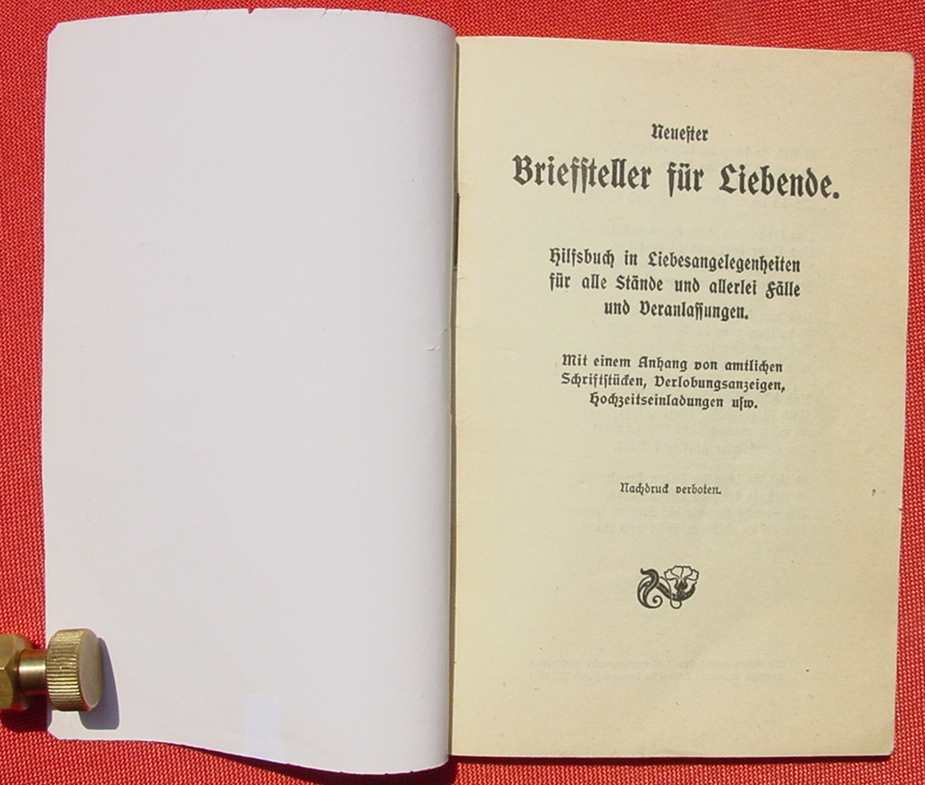 Neuester
Briefsteller für Liebende.
Hilfsbuch in Liebesangelegenheiten
für alle Stände und allerlei Fälle
und Veranlassungen.
Mit einem Anhang von amtlichen
Schriftstücken, Verlobungsanzeigen,
Hochzeitseinladungen usw.
Nachdruck verboten.